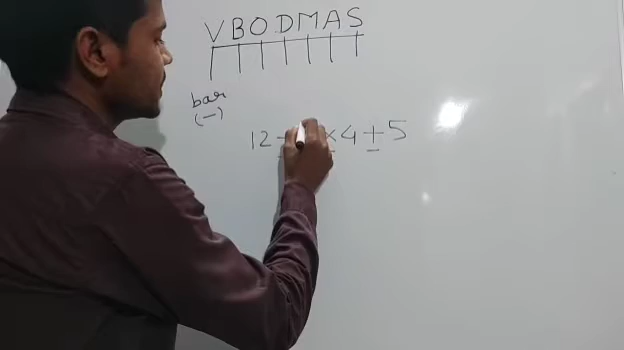 VBODMAS
bar
(—)
12 - × 4 + 5